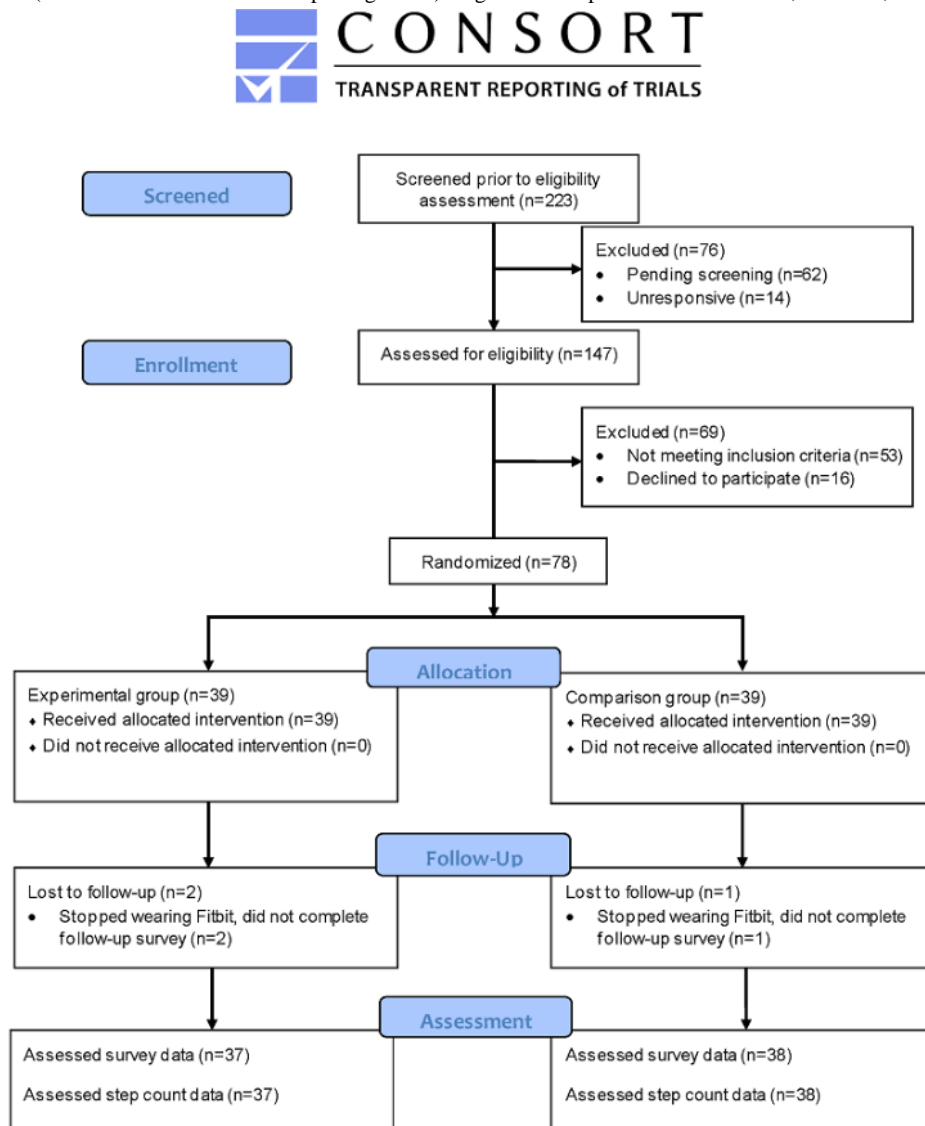 CONSORT
TRANSPARENT REPORTING of TRIALS
Screened
Screened prior to eligibility
assessment (n=223)
Excluded (n=76)
• Pending screening (n=62)
• Unresponsive (n=14)
Enrollment
Assessed for eligibility (n=147)
Excluded (n=69)
• Not meeting inclusion criteria (n=53)
• Declined to participate (n=16)
Randomized (n=78)
Allocation
Experimental group (n=39)
♦ Received allocated intervention (n=39)
♦ Did not receive allocated intervention (n=0)
Comparison group (n=39)
♦ Received allocated intervention (n=39)
♦ Did not receive allocated intervention (n=0)
Follow-Up
Lost to follow-up (n=2)
• Stopped wearing Fitbit, did not complete
follow-up survey (n=2)
Lost to follow-up (n=1)
• Stopped wearing Fitbit, did not complete
follow-up survey (n=1)
Assessment
Assessed survey data (n=37)
Assessed step count data (n=37)
Assessed survey data (n=38)
Assessed step count data (n=38)